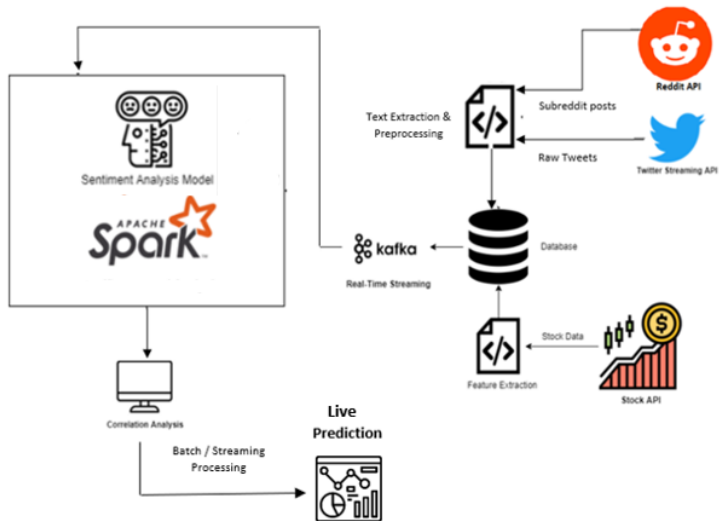 Reddit API
Text Extraction &
Preprocessing
Subreddit posts
Raw Tweets
Twitter Streaming API
Sentiment Analysis Model
APACHE
Spark
TM
kafka
Real-Time Streaming
Database
Stock Data
Feature Extraction
Stock API
Correlation Analysis
Live
Prediction
Batch / Streaming
Processing